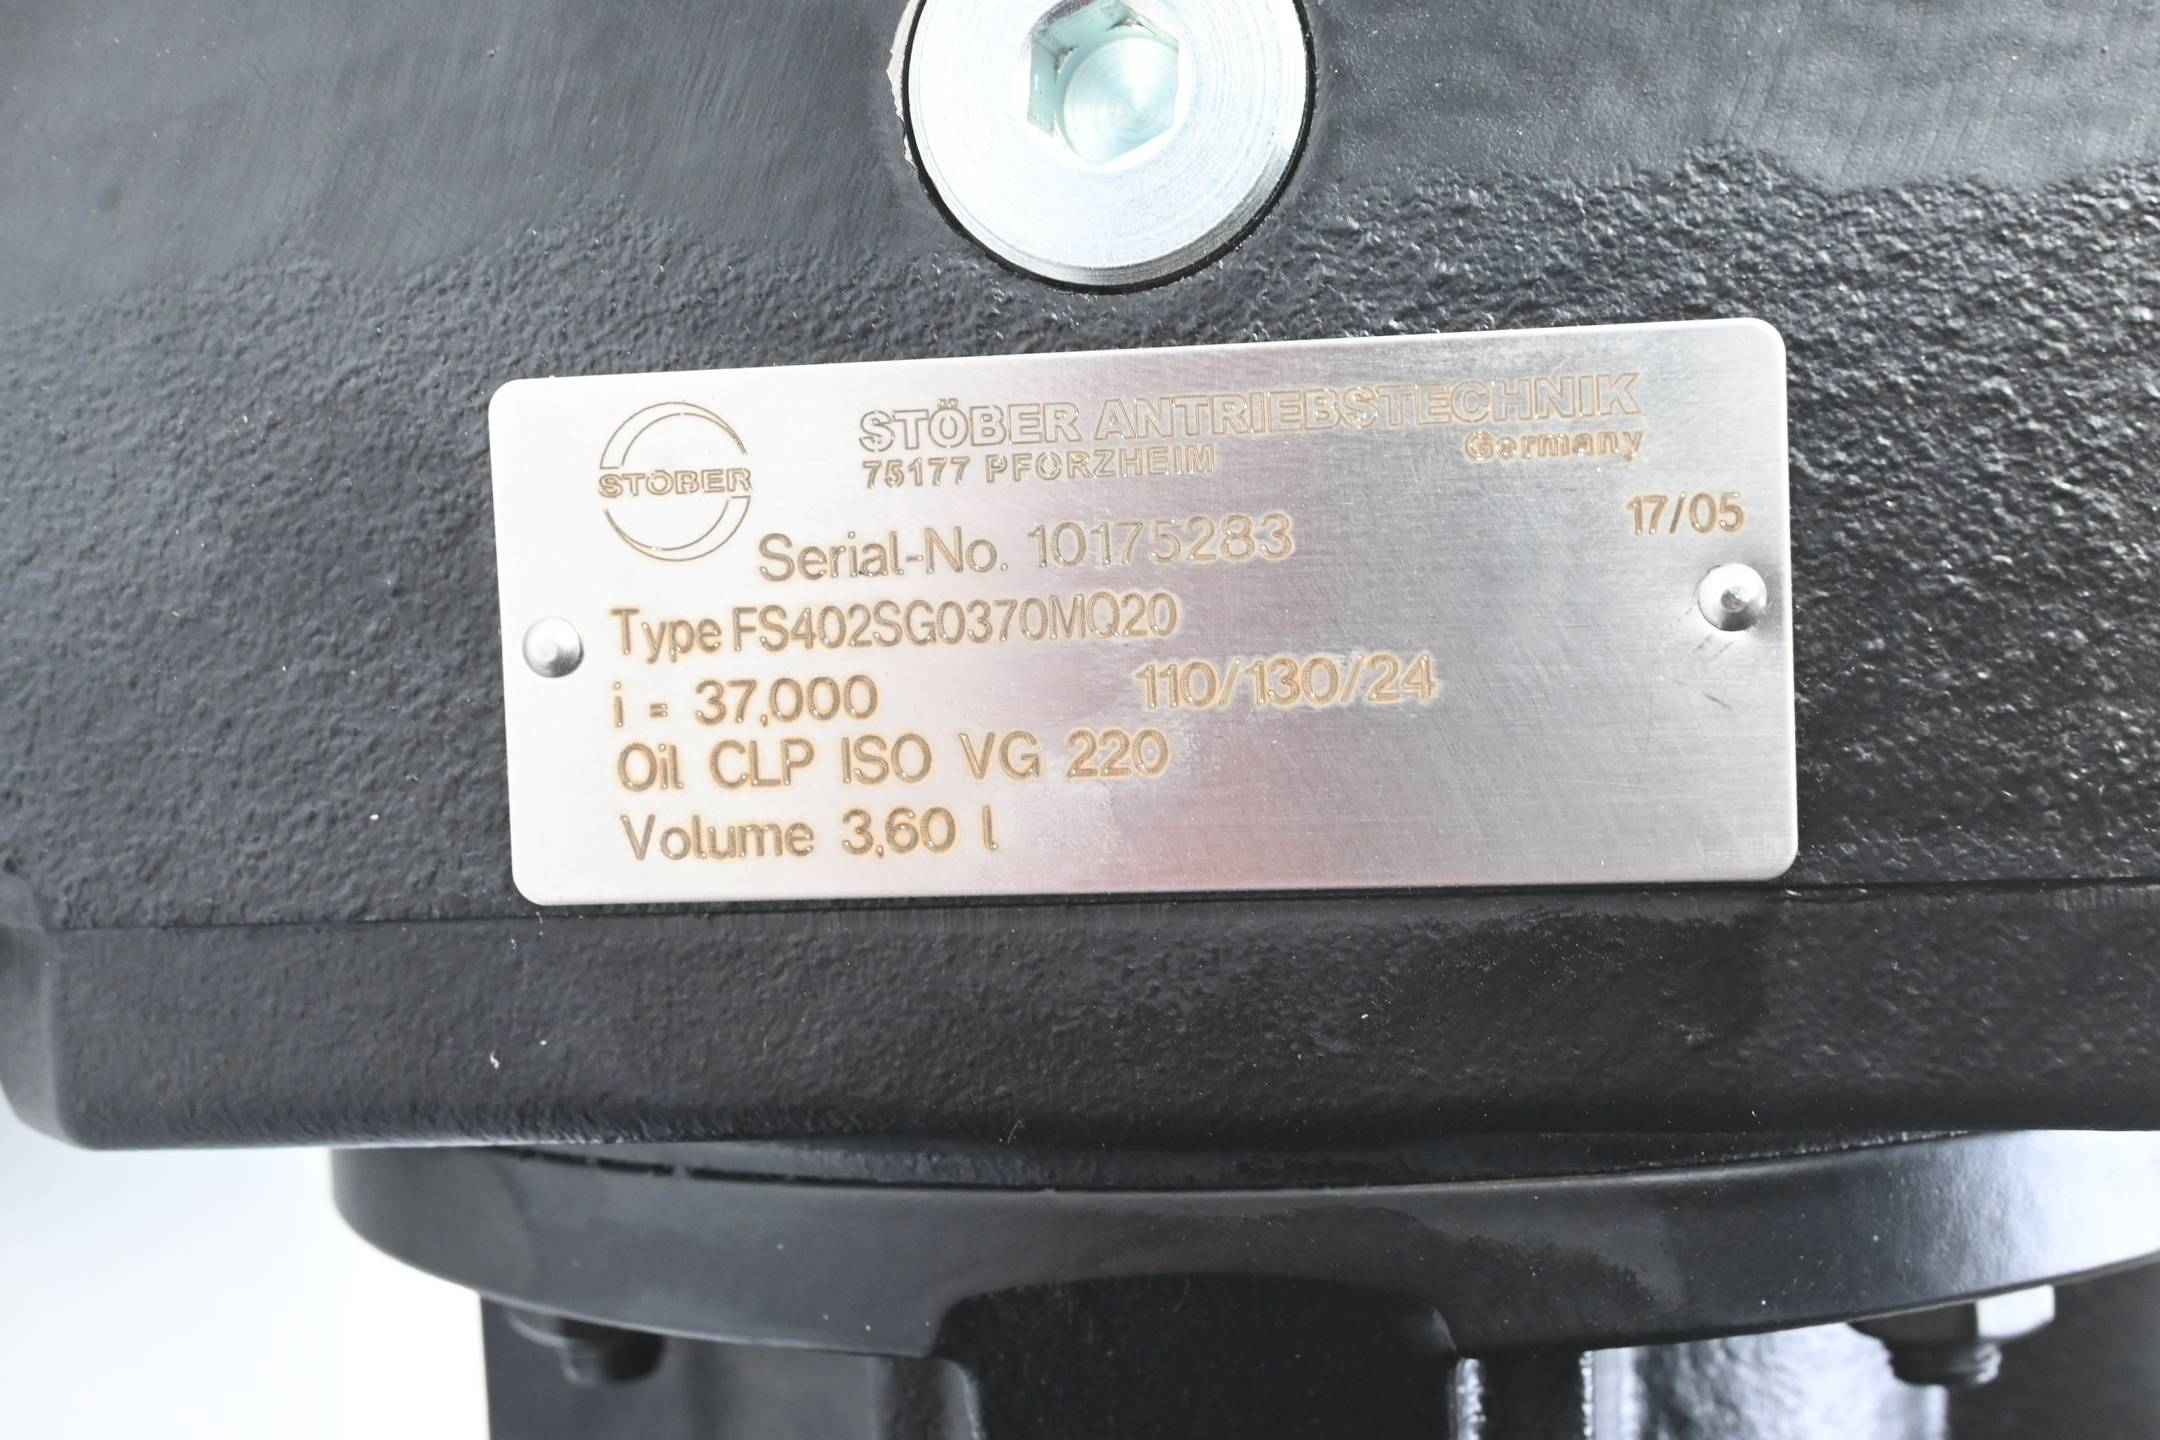 STÖBER
STÖBER ANTRIEBSTECHNIK
75177 PFORZHEIM Germany
Serial-No. 10175283 17/05
Type FS402SG0370MQ20
i = 37,000 110/130/24
Oil CLP ISO VG 220
Volume 3,60 l